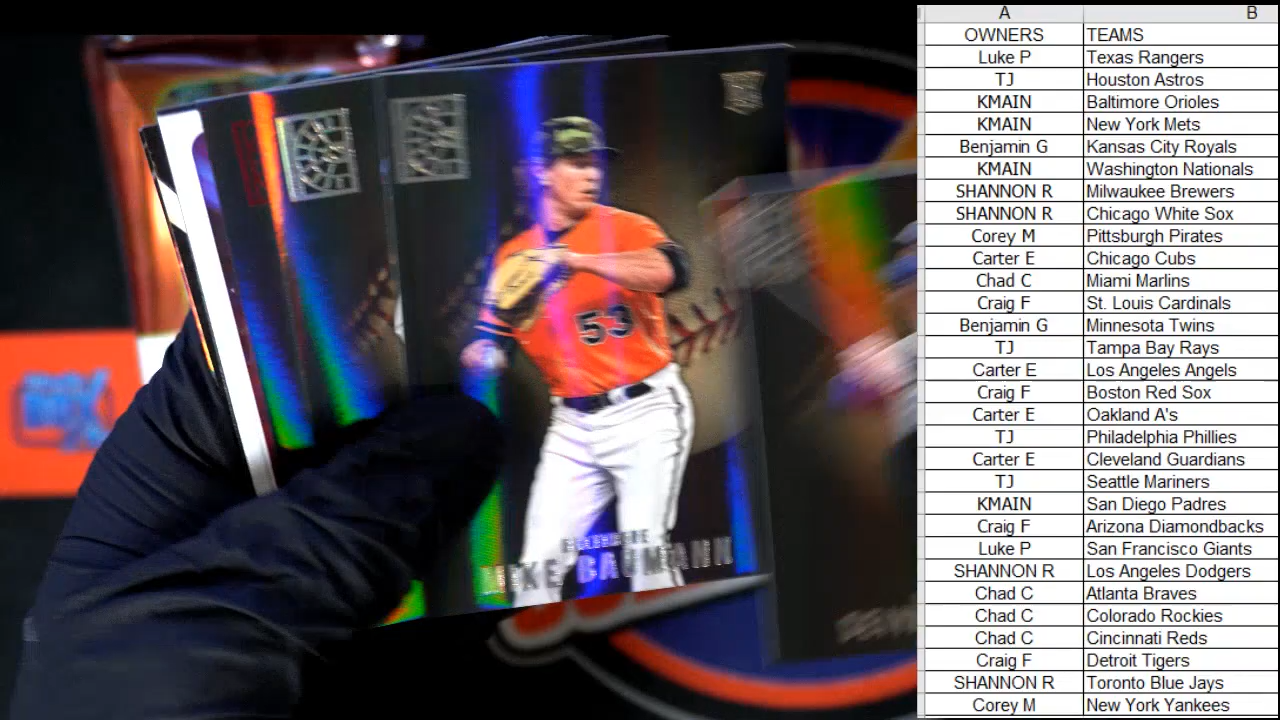 A B
OWNERS TEAMS
Luke P Texas Rangers
TJ Houston Astros
KMAIN Baltimore Orioles
KMAIN New York Mets
Benjamin G Kansas City Royals
KMAIN Washington Nationals
SHANNON R Milwaukee Brewers
SHANNON R Chicago White Sox
Corey M Pittsburgh Pirates
Carter E Chicago Cubs
Chad C Miami Marlins
Craig F St. Louis Cardinals
Benjamin G Minnesota Twins
TJ Tampa Bay Rays
Carter E Los Angeles Angels
Craig F Boston Red Sox
Carter E Oakland A's
TJ Philadelphia Phillies
Carter E Cleveland Guardians
TJ Seattle Mariners
KMAIN San Diego Padres
Craig F Arizona Diamondbacks
Luke P San Francisco Giants
SHANNON R Los Angeles Dodgers
Chad C Atlanta Braves
Chad C Colorado Rockies
Chad C Cincinnati Reds
Craig F Detroit Tigers
SHANNON R Toronto Blue Jays
Corey M New York Yankees
53
BALTIMORE
MIKE BAUMANN